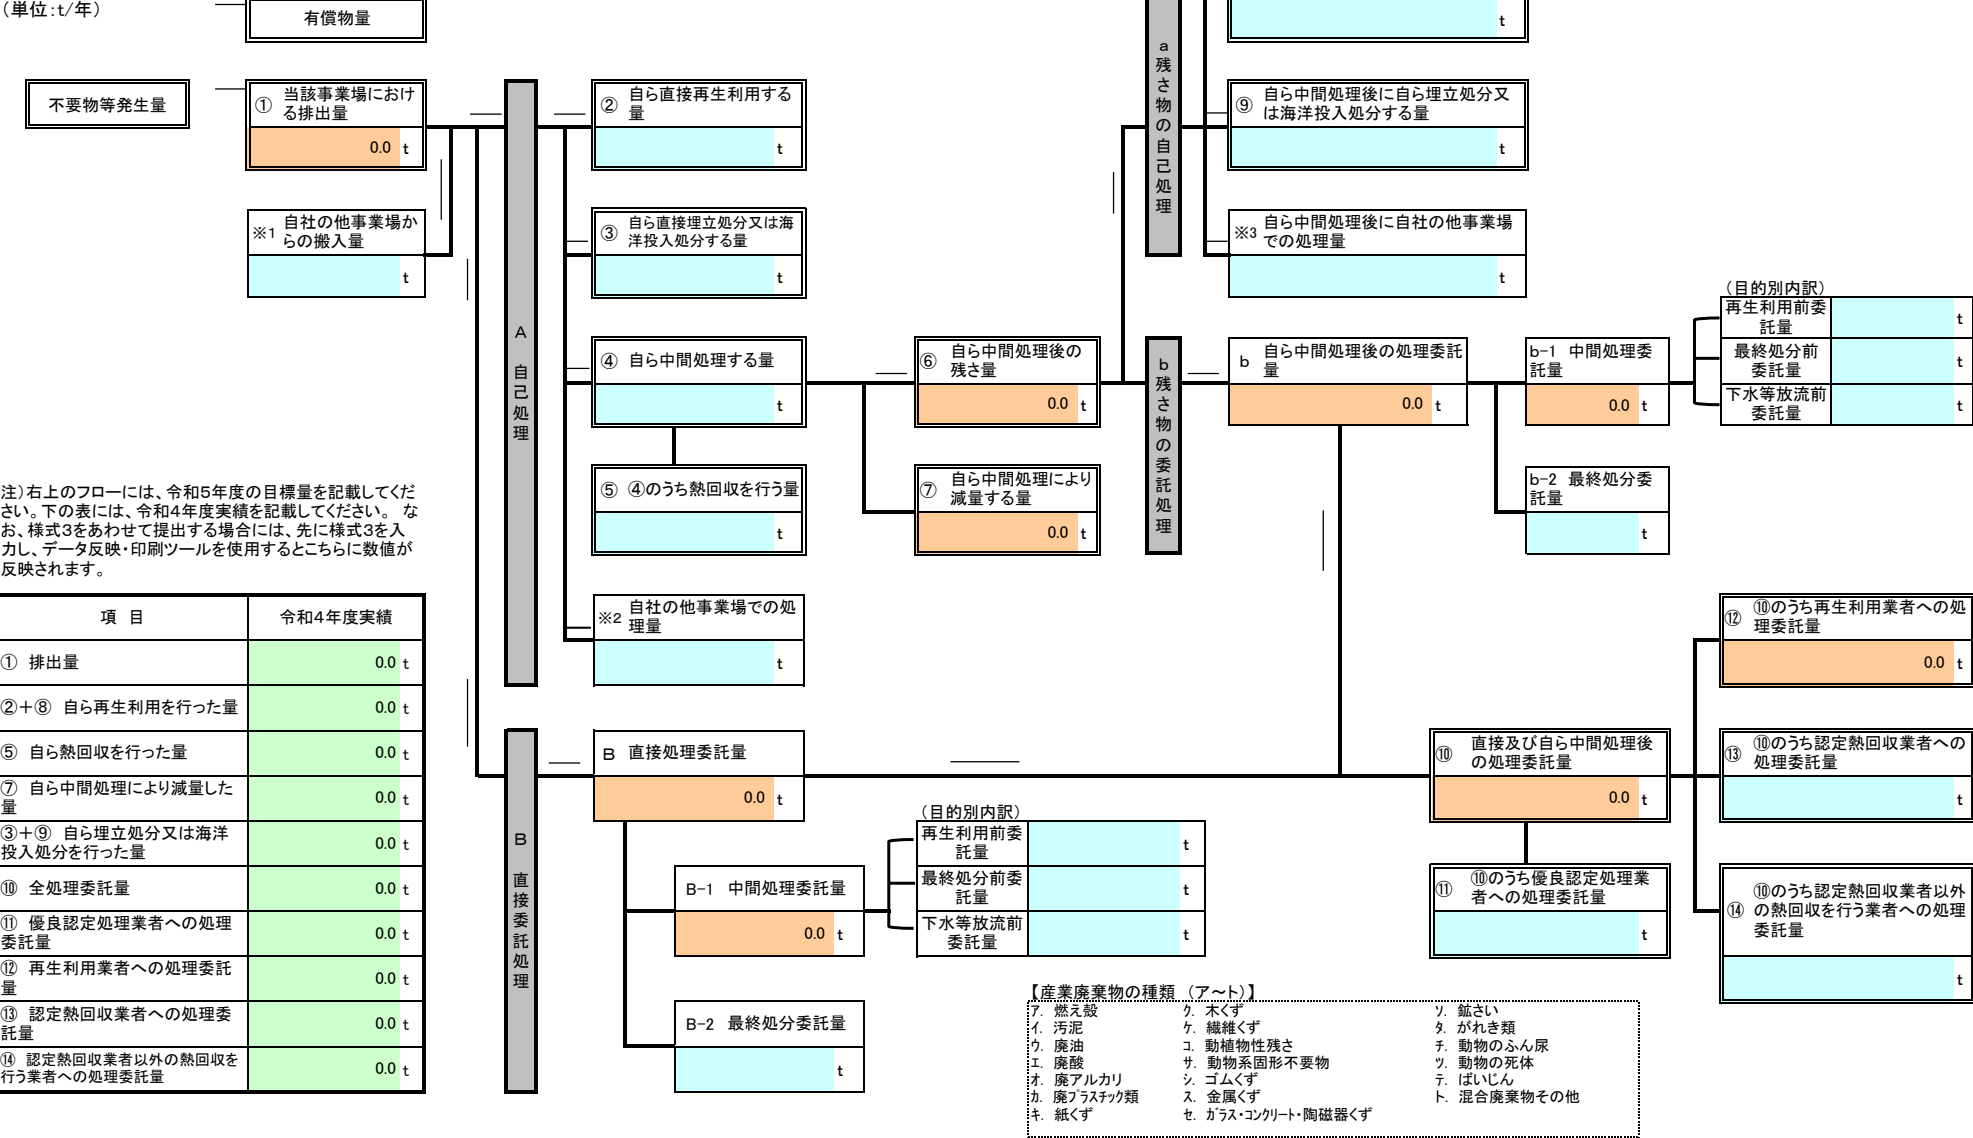 (単位:t/年)
有償物量
t
不要物等発生量
① 当該事業場におけ
る排出量
0.0 t
※1 自社の他事業場か
らの搬入量
t
A 自己処理
② 自ら直接再生利用する
量
t
③ 自ら直接埋立処分又は海
洋投入処分する量
t
④ 自ら中間処理する量
t
⑤ ④のうち熱回収を行う量
t
※2 自社の他事業場での処
理量
t
⑥ 自ら中間処理後の
残さ量
0.0 t
⑦ 自ら中間処理により
減量する量
0.0 t
a残さ物の自己処理
⑨ 自ら中間処理後に自ら埋立処分又
は海洋投入処分する量
t
※3 自ら中間処理後に自社の他事業場
での処理量
t
b残さ物の委託処理
b 自ら中間処理後の処理委託
量
0.0 t
b-1 中間処理委
託量
0.0 t
b-2 最終処分委
託量
t
(目的別内訳)
再生利用前委
託量
t
最終処分前
委託量
t
下水等放流前
委託量
t
注)右上のフローには、令和5年度の目標量を記載してくだ
さい。下の表には、令和4年度実績を記載してください。 な
お、様式3をあわせて提出する場合には、先に様式3を入
力し、データ反映・印刷ツールを使用するとこちらに数値が
反映されます。
項 目 令和4年度実績
① 排出量 0.0 t
②+⑧ 自ら再生利用を行った量 0.0 t
⑤ 自ら熱回収を行った量 0.0 t
⑦ 自ら中間処理により減量した
量 0.0 t
③+⑨ 自ら埋立処分又は海洋
投入処分を行った量 0.0 t
⑩ 全処理委託量 0.0 t
⑪ 優良認定処理業者への処理
委託量 0.0 t
⑫ 再生利用業者への処理委託
量 0.0 t
⑬ 認定熱回収業者への処理委
託量 0.0 t
⑭ 認定熱回収業者以外の熱回収を
行う業者への処理委託量 0.0 t
B 直接委託処理
B 直接処理委託量
0.0 t
B-1 中間処理委託量
0.0 t
B-2 最終処分委託量
t
(目的別内訳)
再生利用前委
託量
t
最終処分前委
託量
t
下水等放流前
委託量
t
⑩ 直接及び自ら中間処理後
の処理委託量
0.0 t
⑪ ⑩のうち優良認定処理業
者への処理委託量
t
⑫ ⑩のうち再生利用業者への処
理委託量
0.0 t
⑬ ⑩のうち認定熱回収業者への
処理委託量
t
⑭ ⑩のうち認定熱回収業者以外
の熱回収を行う業者への処理
委託量
t
【産業廃棄物の種類 (ア~ト)】
ア. 燃え殻 ク. 木くず ソ. 鉱さい
イ. 汚泥 ケ. 繊維くず タ. がれき類
ウ. 廃油 コ. 動植物性残さ チ. 動物のふん尿
エ. 廃酸 サ. 動物系固形不要物 ツ. 動物の死体
オ. 廃アルカリ シ. ゴムくず テ. ばいじん
カ. 廃プラスチック類 ス. 金属くず ト. 混合廃棄物その他
キ. 紙くず セ. ガラス・コンクリート・陶磁器くず